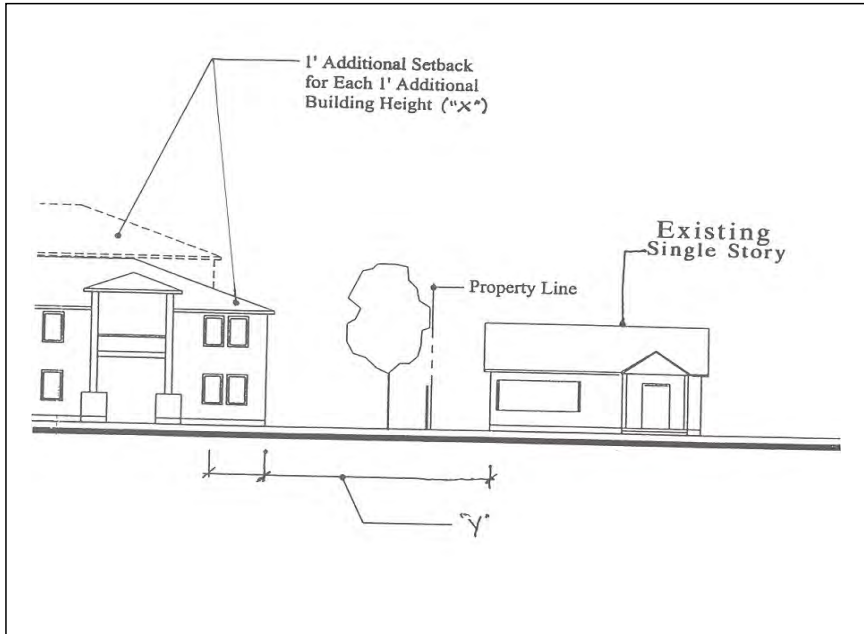 1' Additional Setback
for Each 1' Additional
Building Height ("X")
Existing
Single Story
Property Line
"Y"